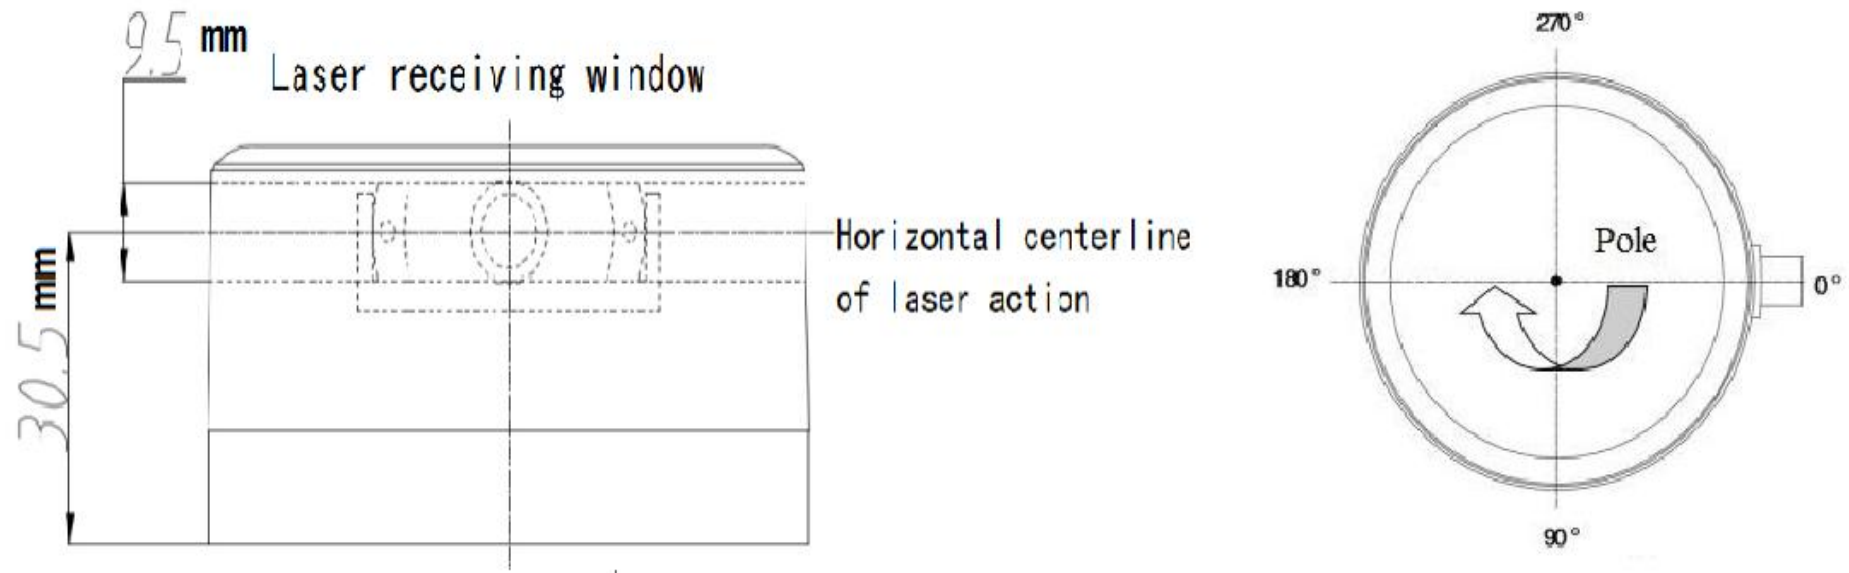 9.5 mm
Laser receiving window
Horizontal centerline
of laser action
30.5 mm
270°
Pole
180°
0°
90°